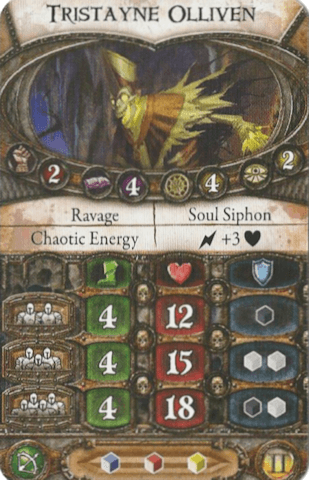 Tristayne Olliven
2 4 4 2
Ravage Soul Siphon
Chaotic Energy +3
4 12
4 15
4 18
II